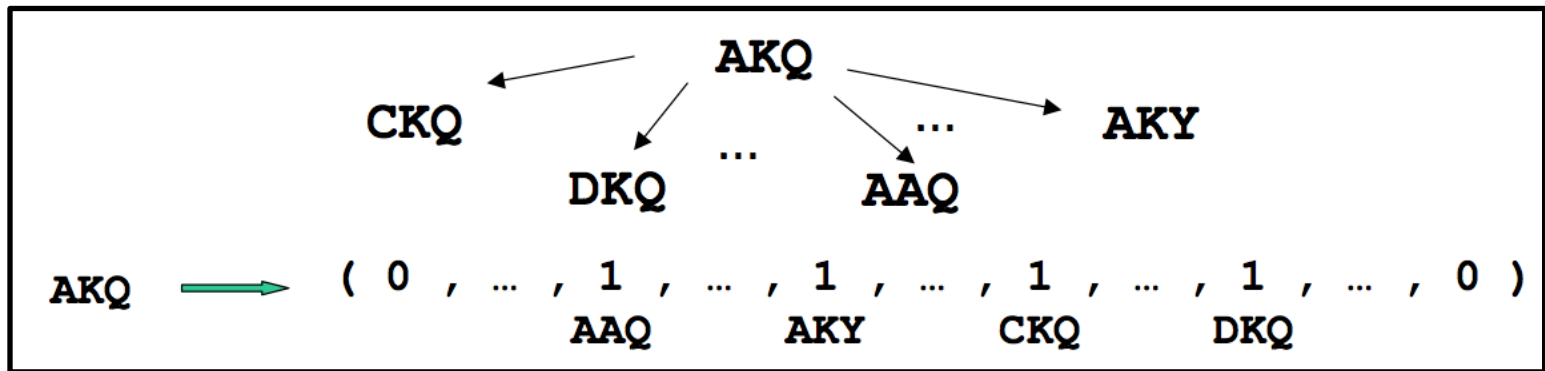 AKQ
CKQ … AKY
DKQ … AAQ
AKQ ( 0 , … , 1 , … , 1 , … , 1 , … , 1 , … , 0 )
AAQ AKY CKQ DKQ